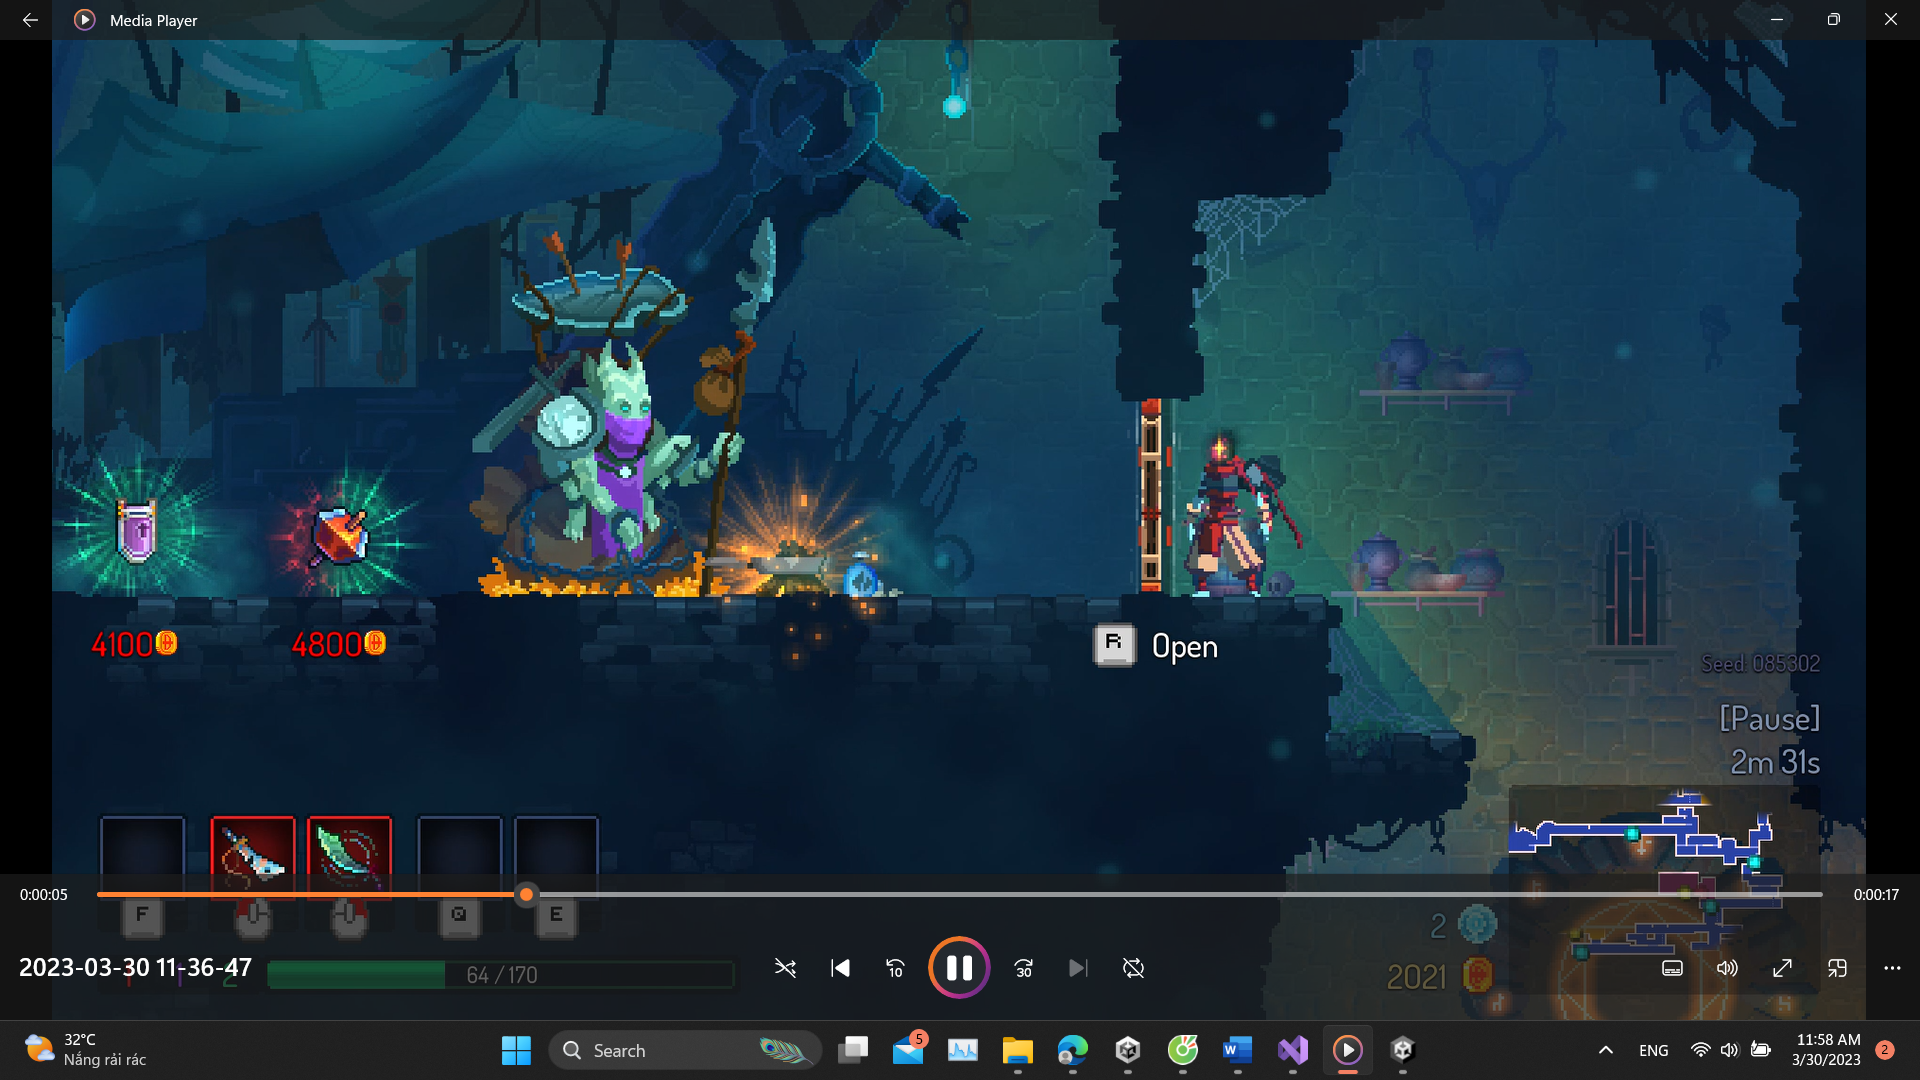 Media Player
4100
4800
R Open
Seed: 085302
[Pause]
2m 31s
0:00:05
0:00:17
F
Q
E
2
2023-03-30 11-36-47
64 / 170
10
30
2021
32°C
Nắng rải rác
Search
5
W
ENG
11:58 AM
3/30/2023
2